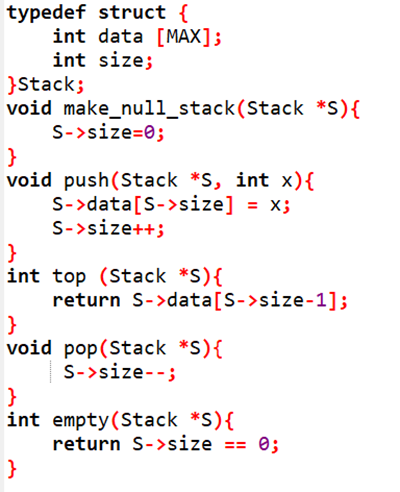 typedef struct {
    int data [MAX];
    int size;
}Stack;
void make_null_stack(Stack *S){
    S->size=0;
}
void push(Stack *S, int x){
    S->data[S->size] = x;
    S->size++;
}
int top (Stack *S){
    return S->data[S->size-1];
}
void pop(Stack *S){
     S->size--;
}
int empty(Stack *S){
    return S->size == 0;
}